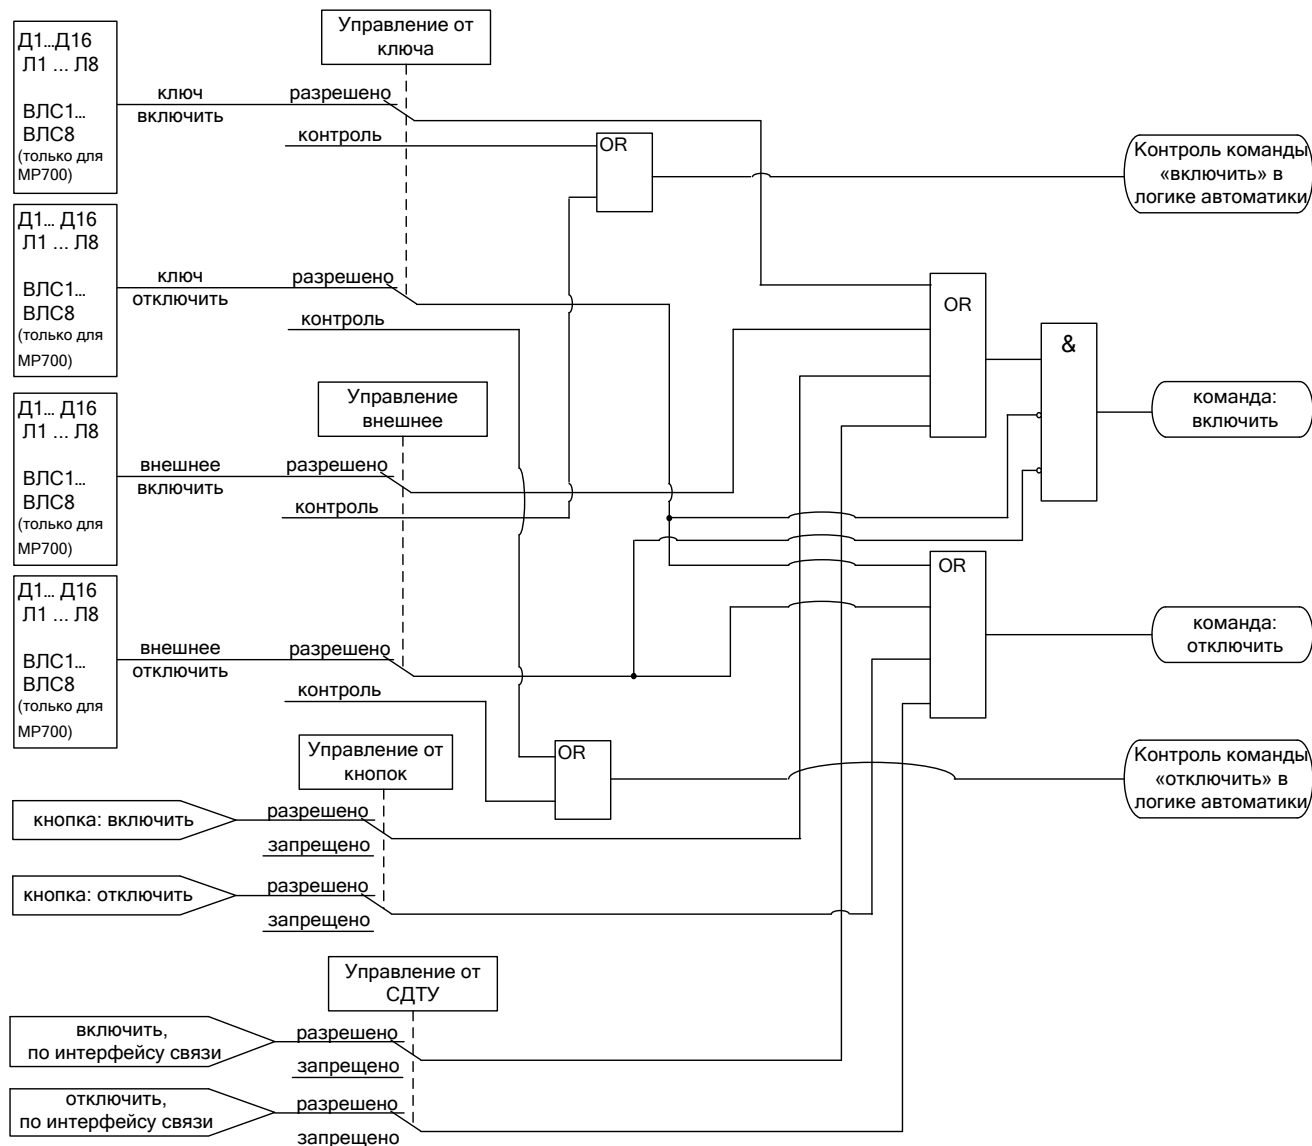 Управление от
ключа
Д1...Д16
Л1 ... Л8
ВЛС1...
ВЛС8
(только для
МР700)
ключ
включить
разрешено
контроль
OR
Контроль команды
«включить» в
логике автоматики
Д1... Д16
Л1 ... Л8
ВЛС1...
ВЛС8
(только для
МР700)
ключ
отключить
разрешено
контроль
OR
&
Управление
внешнее
команда:
включить
Д1... Д16
Л1 ... Л8
ВЛС1...
ВЛС8
(только для
МР700)
внешнее
включить
разрешено
контроль
OR
Д1... Д16
Л1 ... Л8
ВЛС1...
ВЛС8
(только для
МР700)
внешнее
отключить
разрешено
контроль
команда:
отключить
Управление от
кнопок
OR
Контроль команды
«отключить» в
логике автоматики
кнопка: включить
разрешено
запрещено
кнопка: отключить
разрешено
запрещено
Управление от
СДТУ
включить,
по интерфейсу связи
разрешено
запрещено
отключить,
по интерфейсу связи
разрешено
запрещено